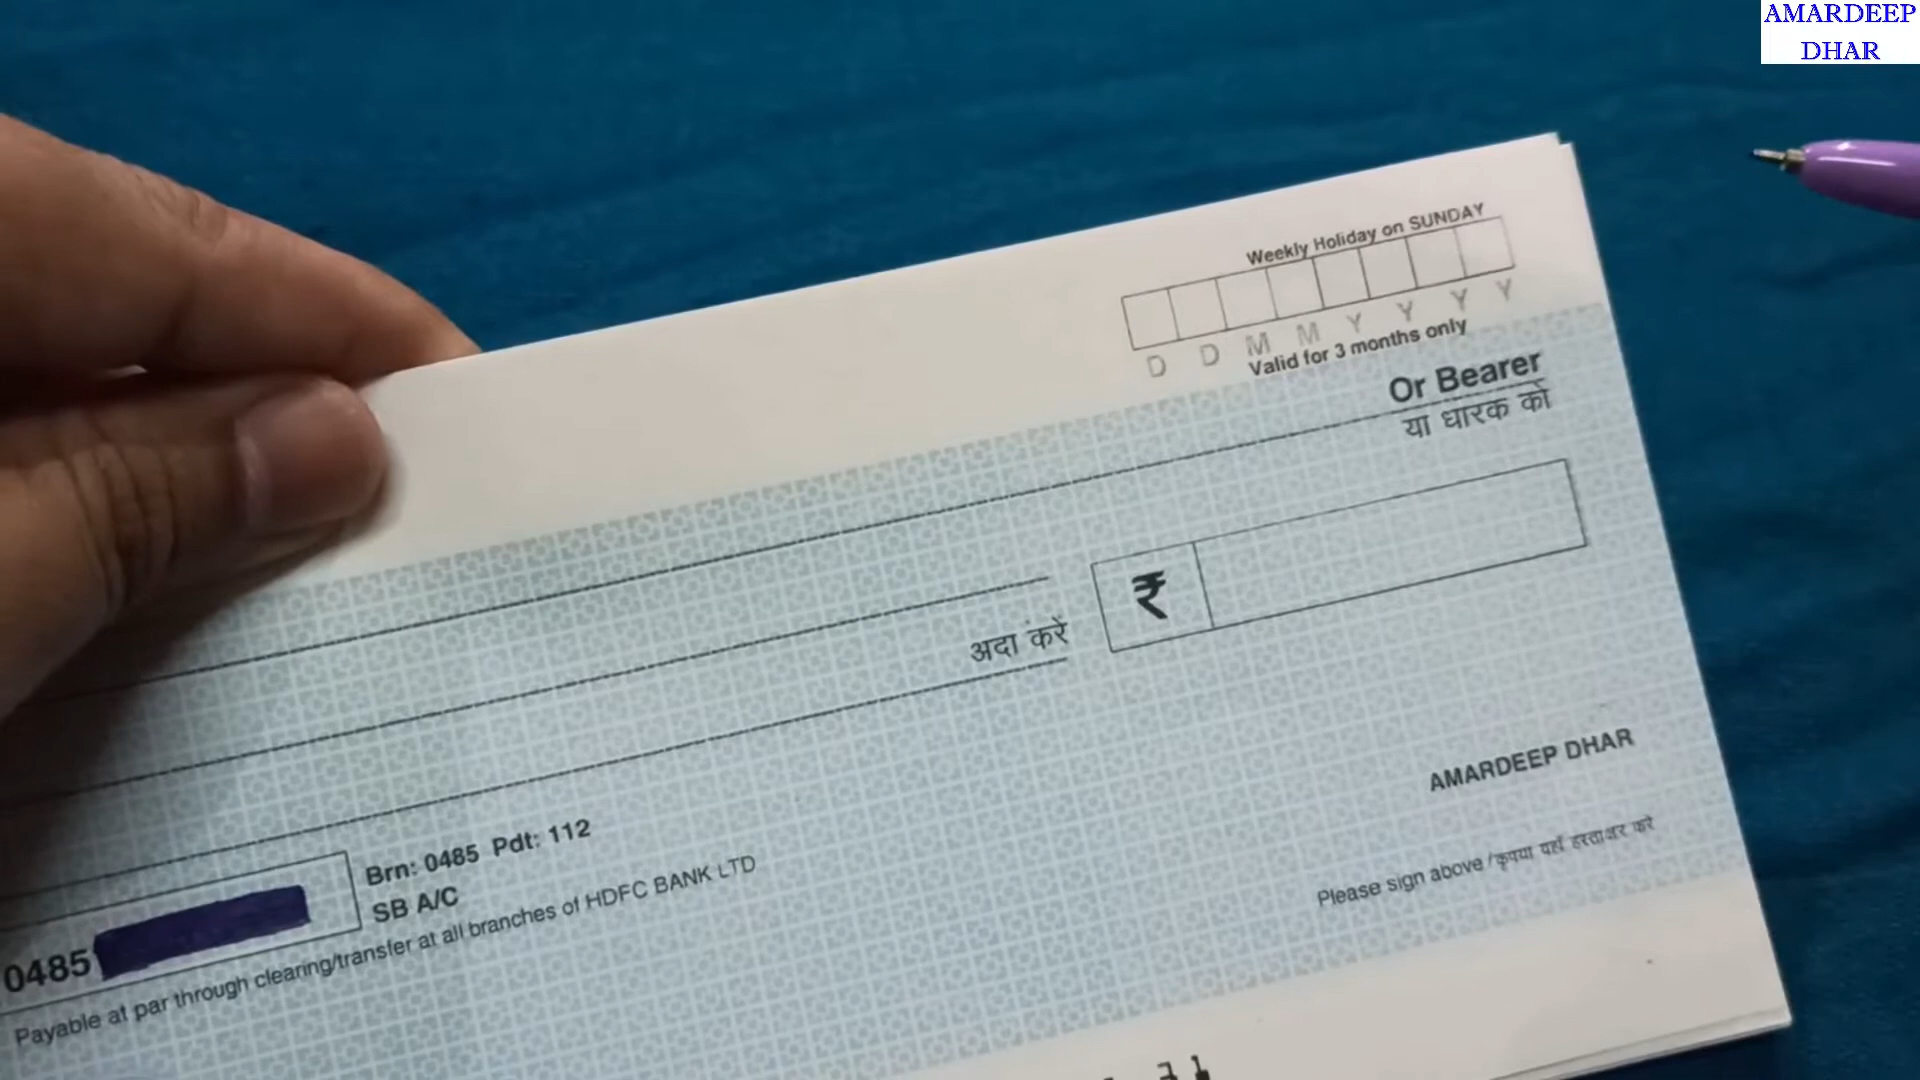 AMARDEEP
DHAR
Weekly Holiday on SUNDAY
D D M M Y Y Y Y
Valid for 3 months only
Or Bearer
या धारक को
₹
अदा करें
AMARDEEP DHAR
Please sign above / कृपया यहाँ हस्ताक्षर करें
Brn: 0485 Pdt: 112
SB A/C
0485
Payable at par through clearing/transfer at all branches of HDFC BANK LTD